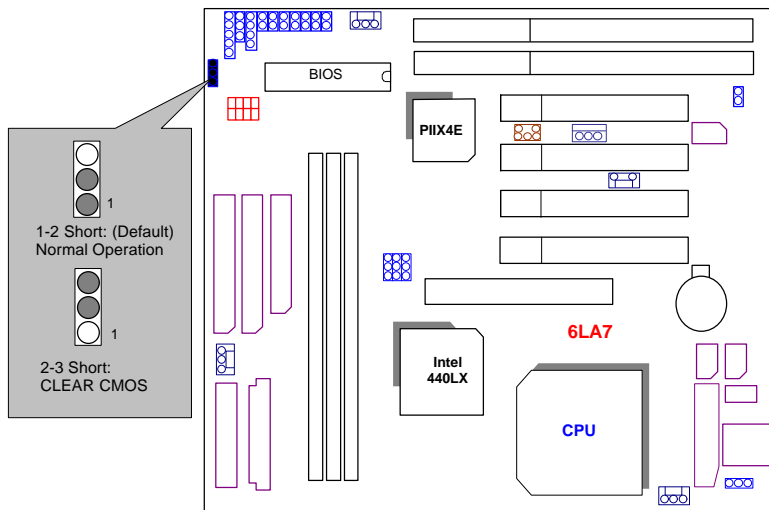 BIOS
PIIX4E
1
1-2 Short: (Default)
Normal Operation
1
2-3 Short:
CLEAR CMOS
6LA7
Intel
440LX
CPU